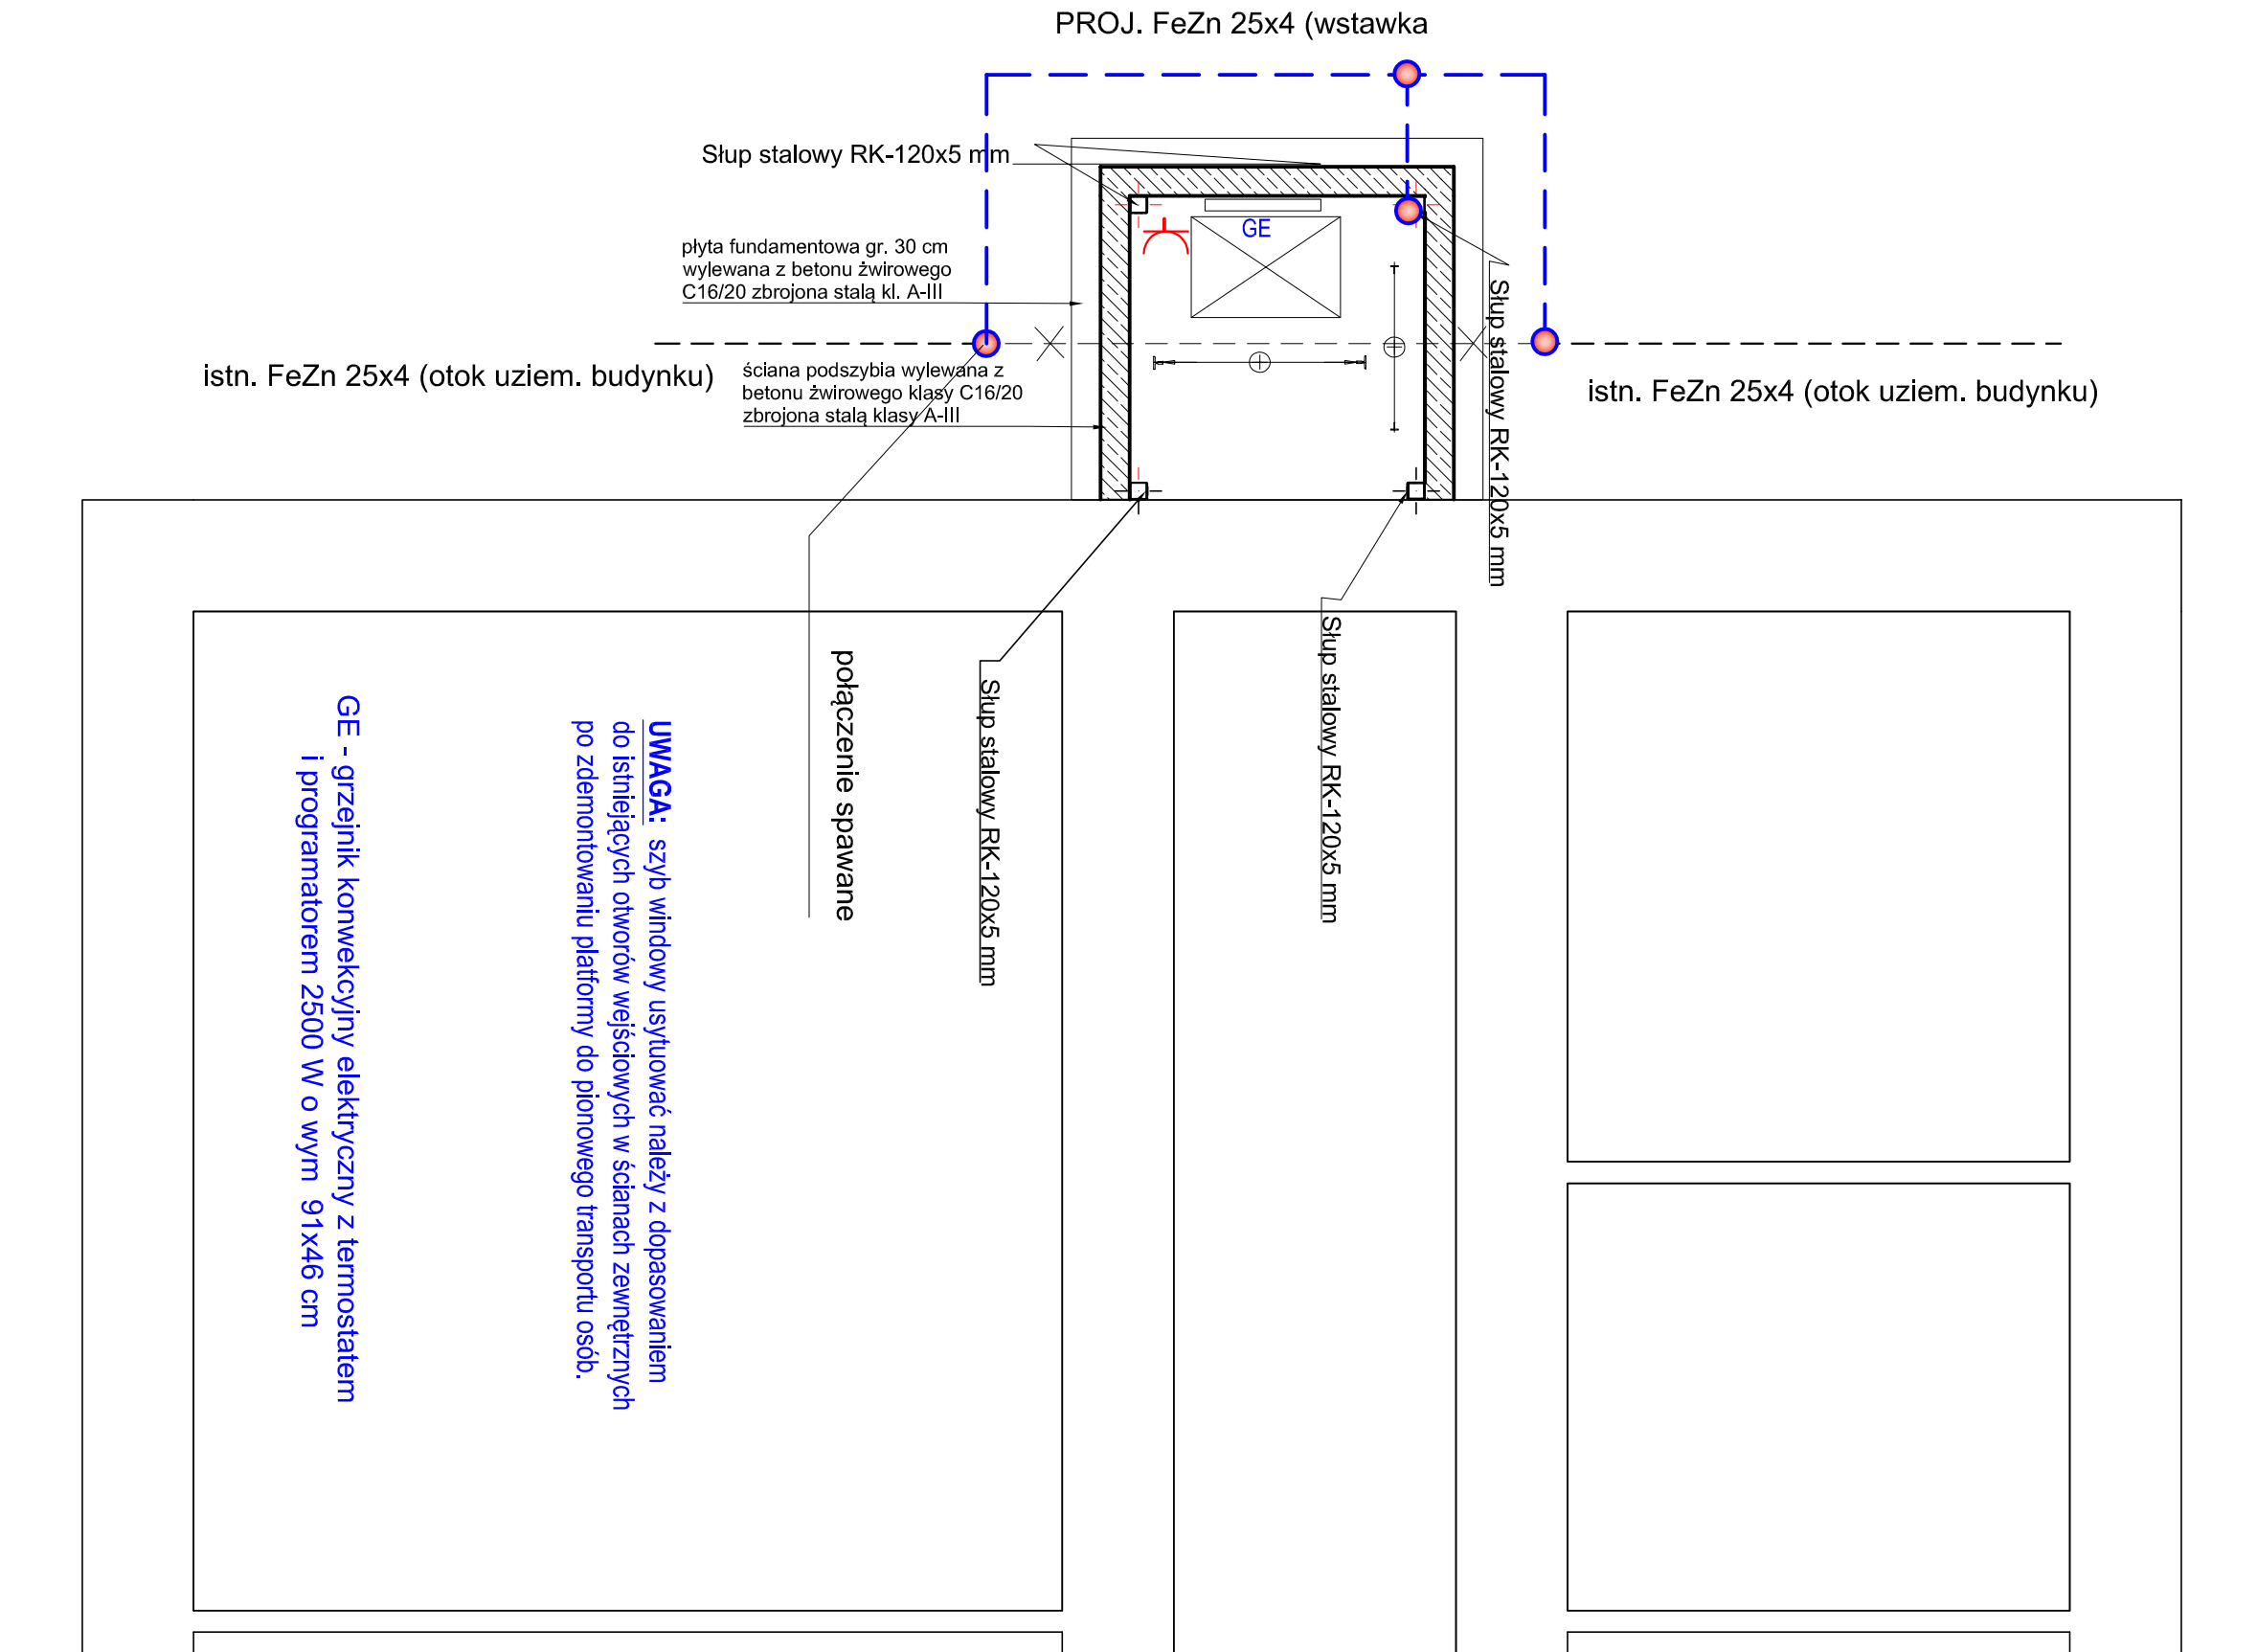 PROJ. FeZn 25x4 (wstawka
Słup stalowy RK-120x5 mm
GE
płyta fundamentowa gr. 30 cm
wylewana z betonu żwirowego
C16/20 zbrojona stalą kl. A-III
Słup stalowy RK-120x5 mm
istn. FeZn 25x4 (otok uziem. budynku)
ściana podszybia wylewana z
betonu żwirowego klasy C16/20
zbrojona stalą klasy A-III
istn. FeZn 25x4 (otok uziem. budynku)
Słup stalowy RK-120x5 mm
Słup stalowy RK-120x5 mm
połączenie spawane
UWAGA: szyb windowy usytuować należy z dopasowaniem
do istniejących otworów wejściowych w ścianach zewnętrznych
po zdemontowaniu platformy do pionowego transportu osób.
GE - grzejnik konwekcyjny elektryczny z termostatem
i programatorem 2500 W o wym 91x46 cm